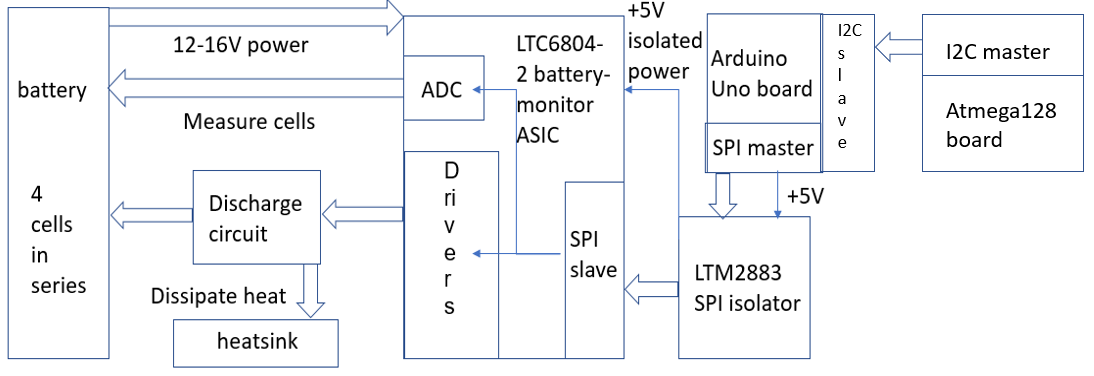 battery
4
cells
in
series
12-16V power
Measure cells
Discharge
circuit
Dissipate heat
heatsink
ADC
D
r
i
v
e
r
s
LTC6804-
2 battery-
monitor
ASIC
SPI
slave
+5V
isolated
power
Arduino
Uno board
SPI master
I2C
s
l
a
v
e
+5V
LTM2883
SPI isolator
I2C master
Atmega128
board